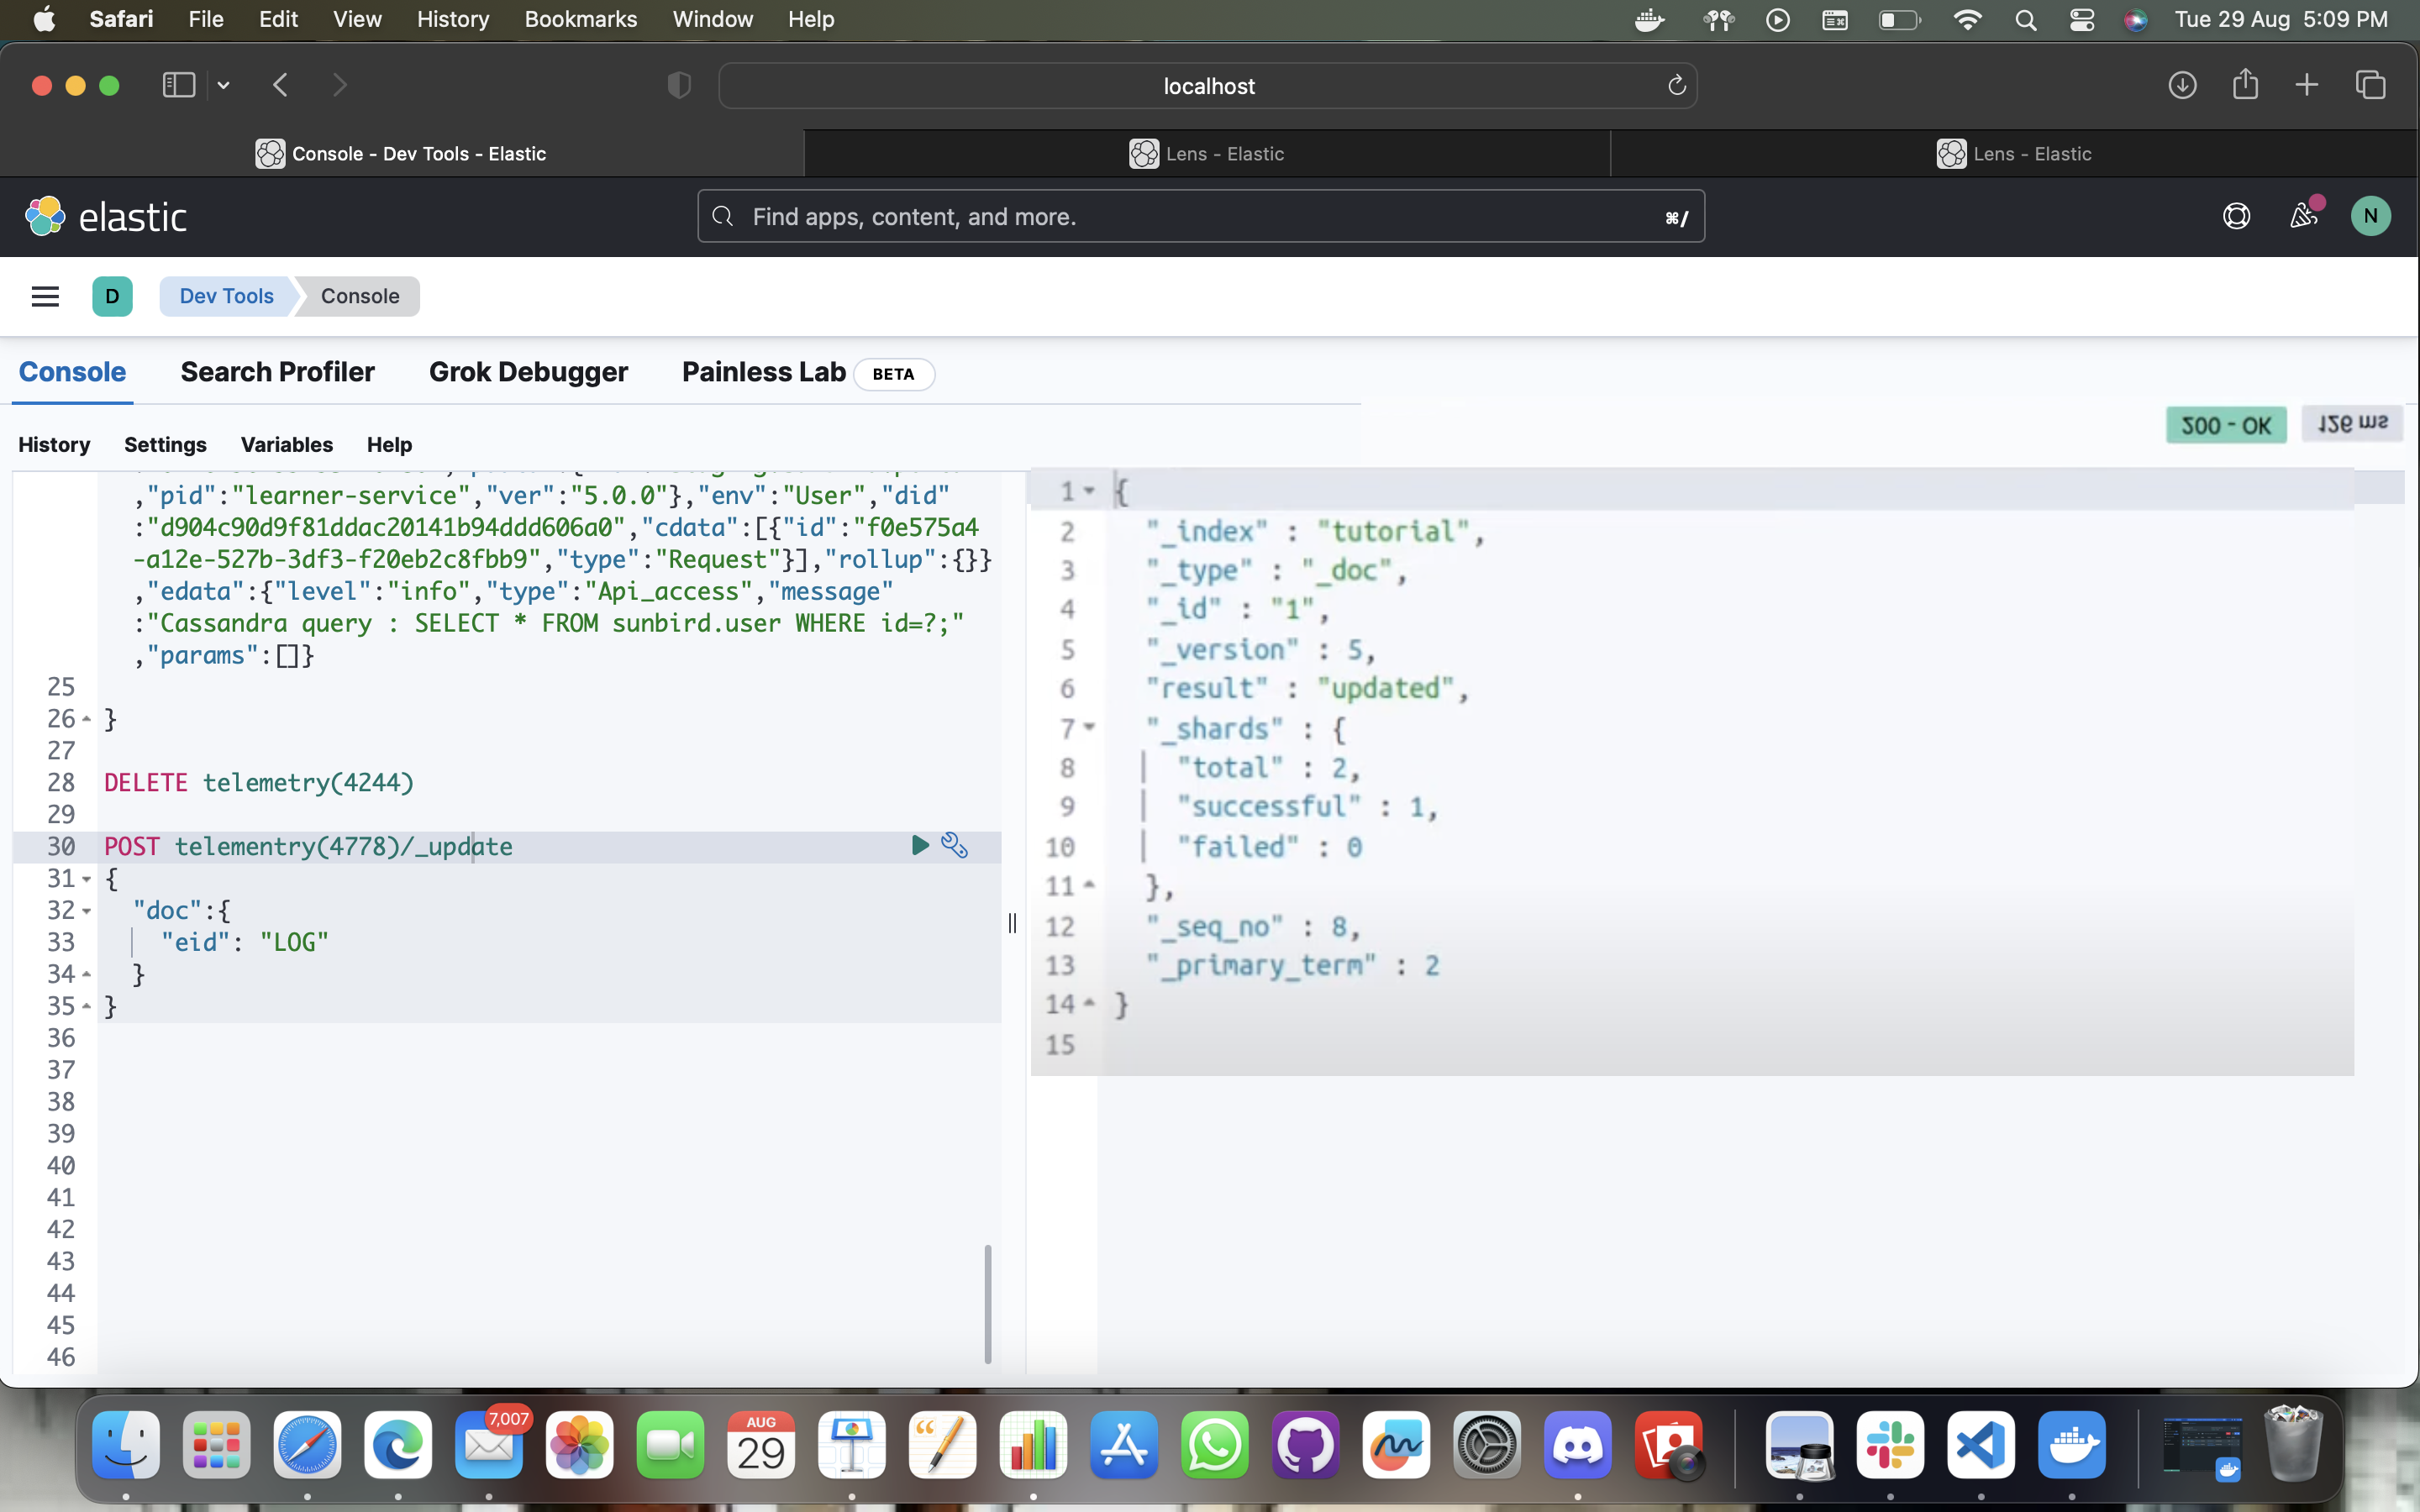 Safari File Edit View History Bookmarks Window Help Tue 29 Aug 5:09 PM
localhost
Console - Dev Tools - Elastic
Lens - Elastic
Lens - Elastic
elastic
Find apps, content, and more.
⌘/
N
D
Dev Tools
Console
Console
Search Profiler
Grok Debugger
Painless Lab
BETA
History
Settings
Variables
Help
200 - OK
126 ms
,"pid":"learner-service","ver":"5.0.0"},"env":"User","did"
:"d904c90d9f81ddac20141b94ddd606a0","cdata":[{"id":"f0e575a4
-a12e-527b-3df3-f20eb2c8fbb9","type":"Request"}],"rollup":{}}
,"edata":{"level":"info","type":"Api_access","message"
:"Cassandra query : SELECT * FROM sunbird.user WHERE id=?;"
,"params":[]}
25
26 }
27
28 DELETE telemetry(4244)
29
30 POST telementry(4778)/_update
31 {
32 "doc":{
33 "eid": "LOG"
34 }
35 }
36
37
38
39
40
41
42
43
44
45
46
1 {
2 "_index" : "tutorial",
3 "_type" : "_doc",
4 "_id" : "1",
5 "_version" : 5,
6 "result" : "updated",
7 "_shards" : {
8 "total" : 2,
9 "successful" : 1,
10 "failed" : 0
11 },
12 "_seq_no" : 8,
13 "_primary_term" : 2
14 }
15
7,007
AUG
29